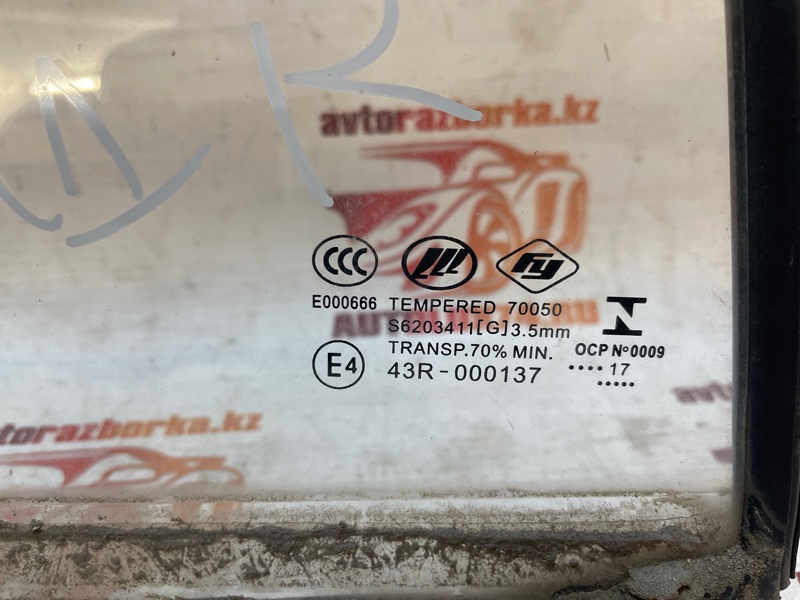 1 R
avtorazborka.kz
CCC
FY
E000666 TEMPERED 70050
S6203411[G]3.5mm
TRANSP.70% MIN.
OCP Nº0009
E4
43R-000137
.... 17
.....
avtorazborka.kz